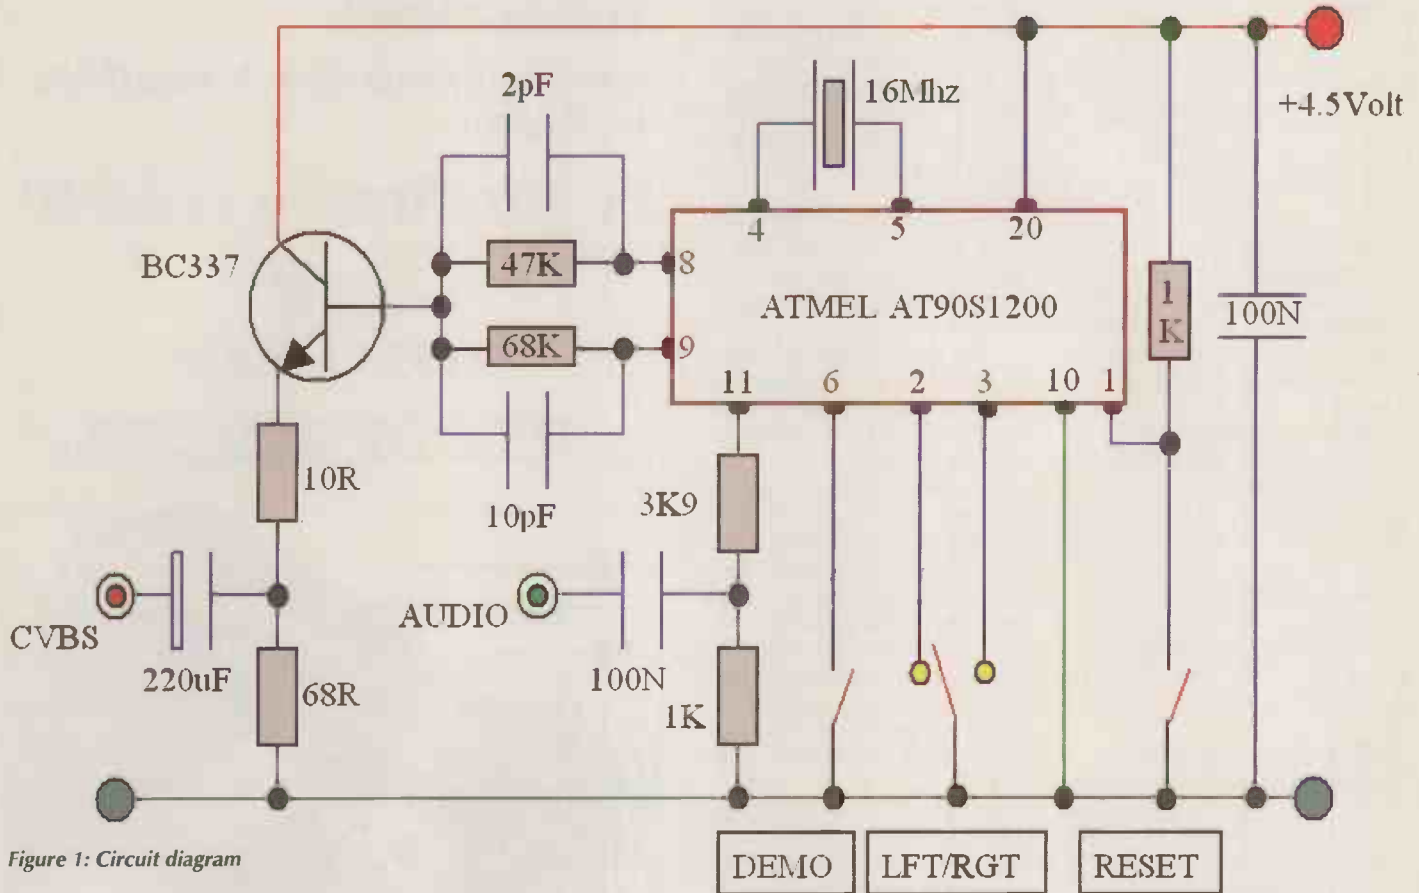 2pF
16Mhz
+4.5Volt
4
5
20
BC337
47K
8
ATMEL AT90S1200
1
K
100N
68K
9
11
6
2
3
10
1
10R
10pF
3K9
CVBS
220uF
68R
AUDIO
100N
1K
Figure 1: Circuit diagram
DEMO
LFT/RGT
RESET